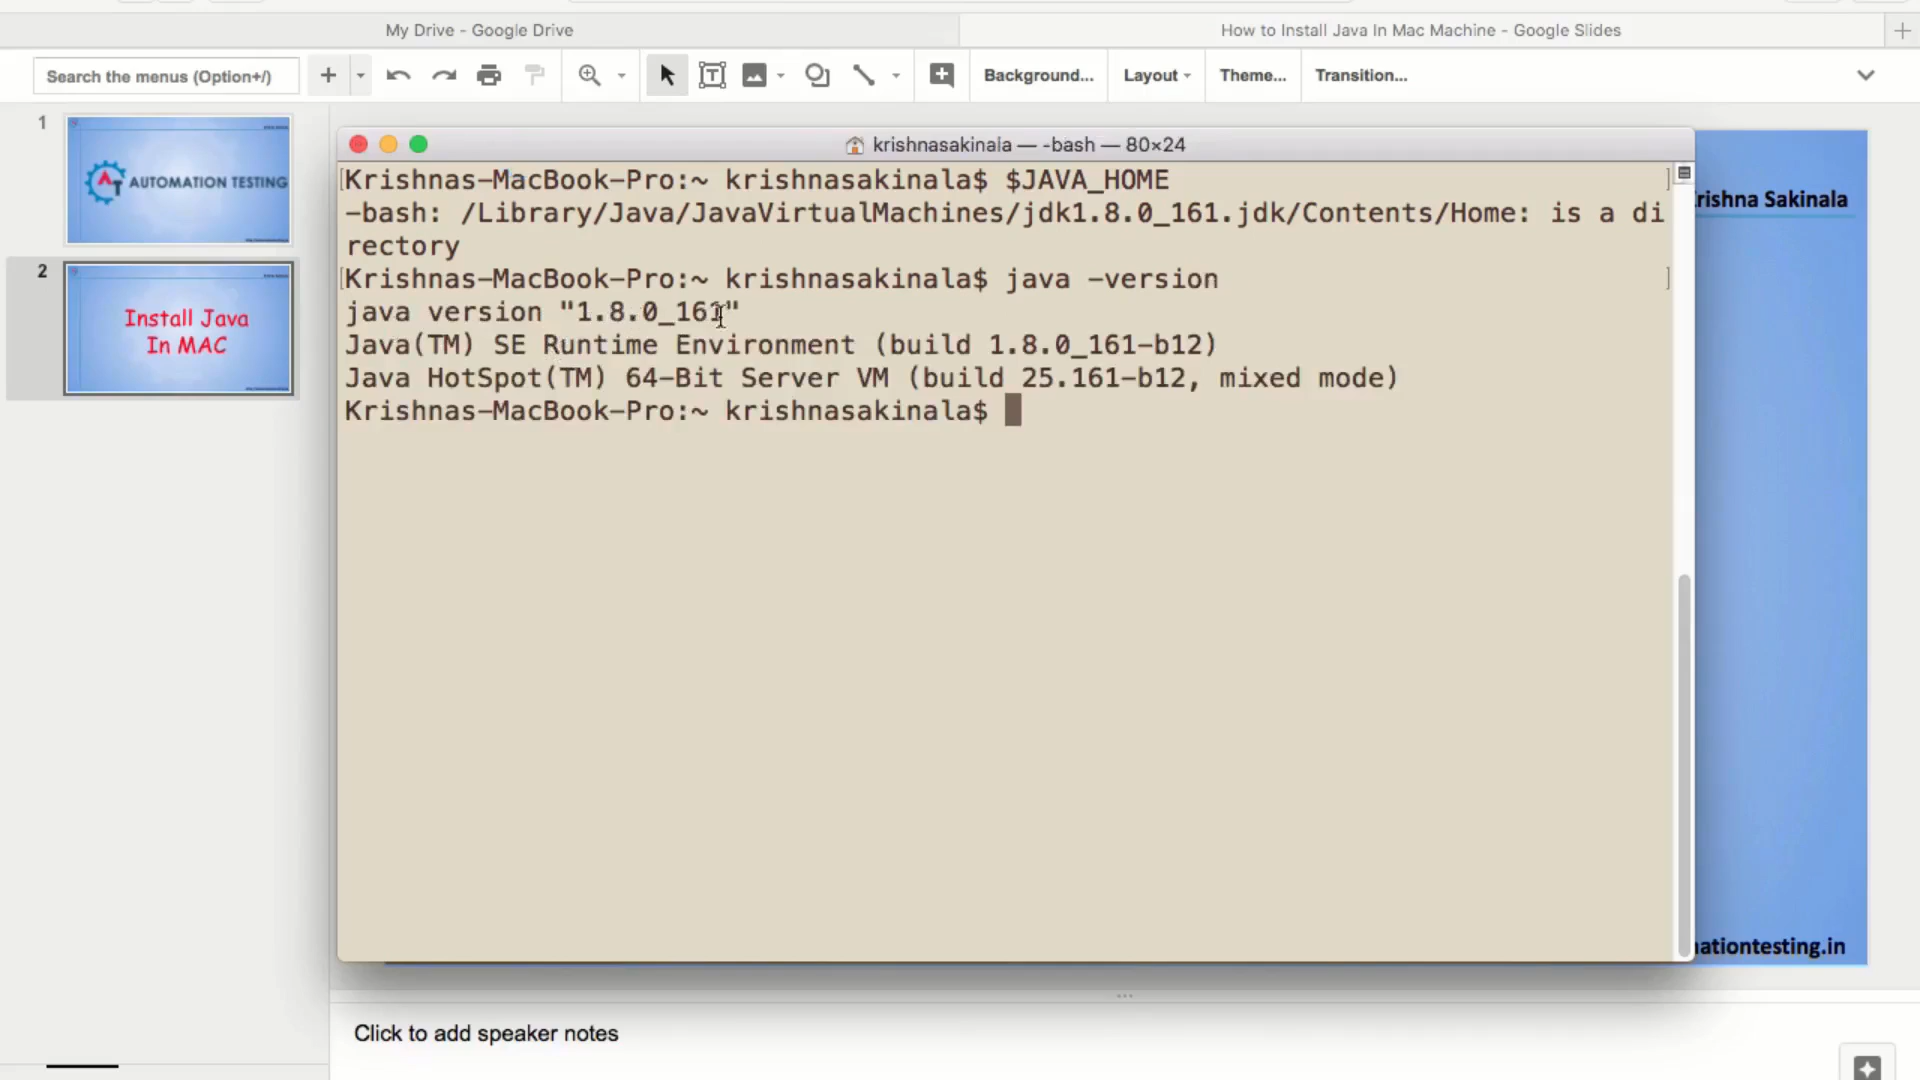 My Drive - Google Drive
How to Install Java In Mac Machine - Google Slides
Search the menus (Option+/)
Background...
Layout
Theme...
Transition...
1
AUTOMATION TESTING
2
Install Java
In MAC
krishnasakinala — -bash — 80×24
Krishnas-MacBook-Pro:~ krishnasakinala$ $JAVA_HOME
-bash: /Library/Java/JavaVirtualMachines/jdk1.8.0_161.jdk/Contents/Home: is a di
rectory
Krishnas-MacBook-Pro:~ krishnasakinala$ java -version
java version "1.8.0_161"
Java(TM) SE Runtime Environment (build 1.8.0_161-b12)
Java HotSpot(TM) 64-Bit Server VM (build 25.161-b12, mixed mode)
Krishnas-MacBook-Pro:~ krishnasakinala$
rishna Sakinala
ationtesting.in
Click to add speaker notes